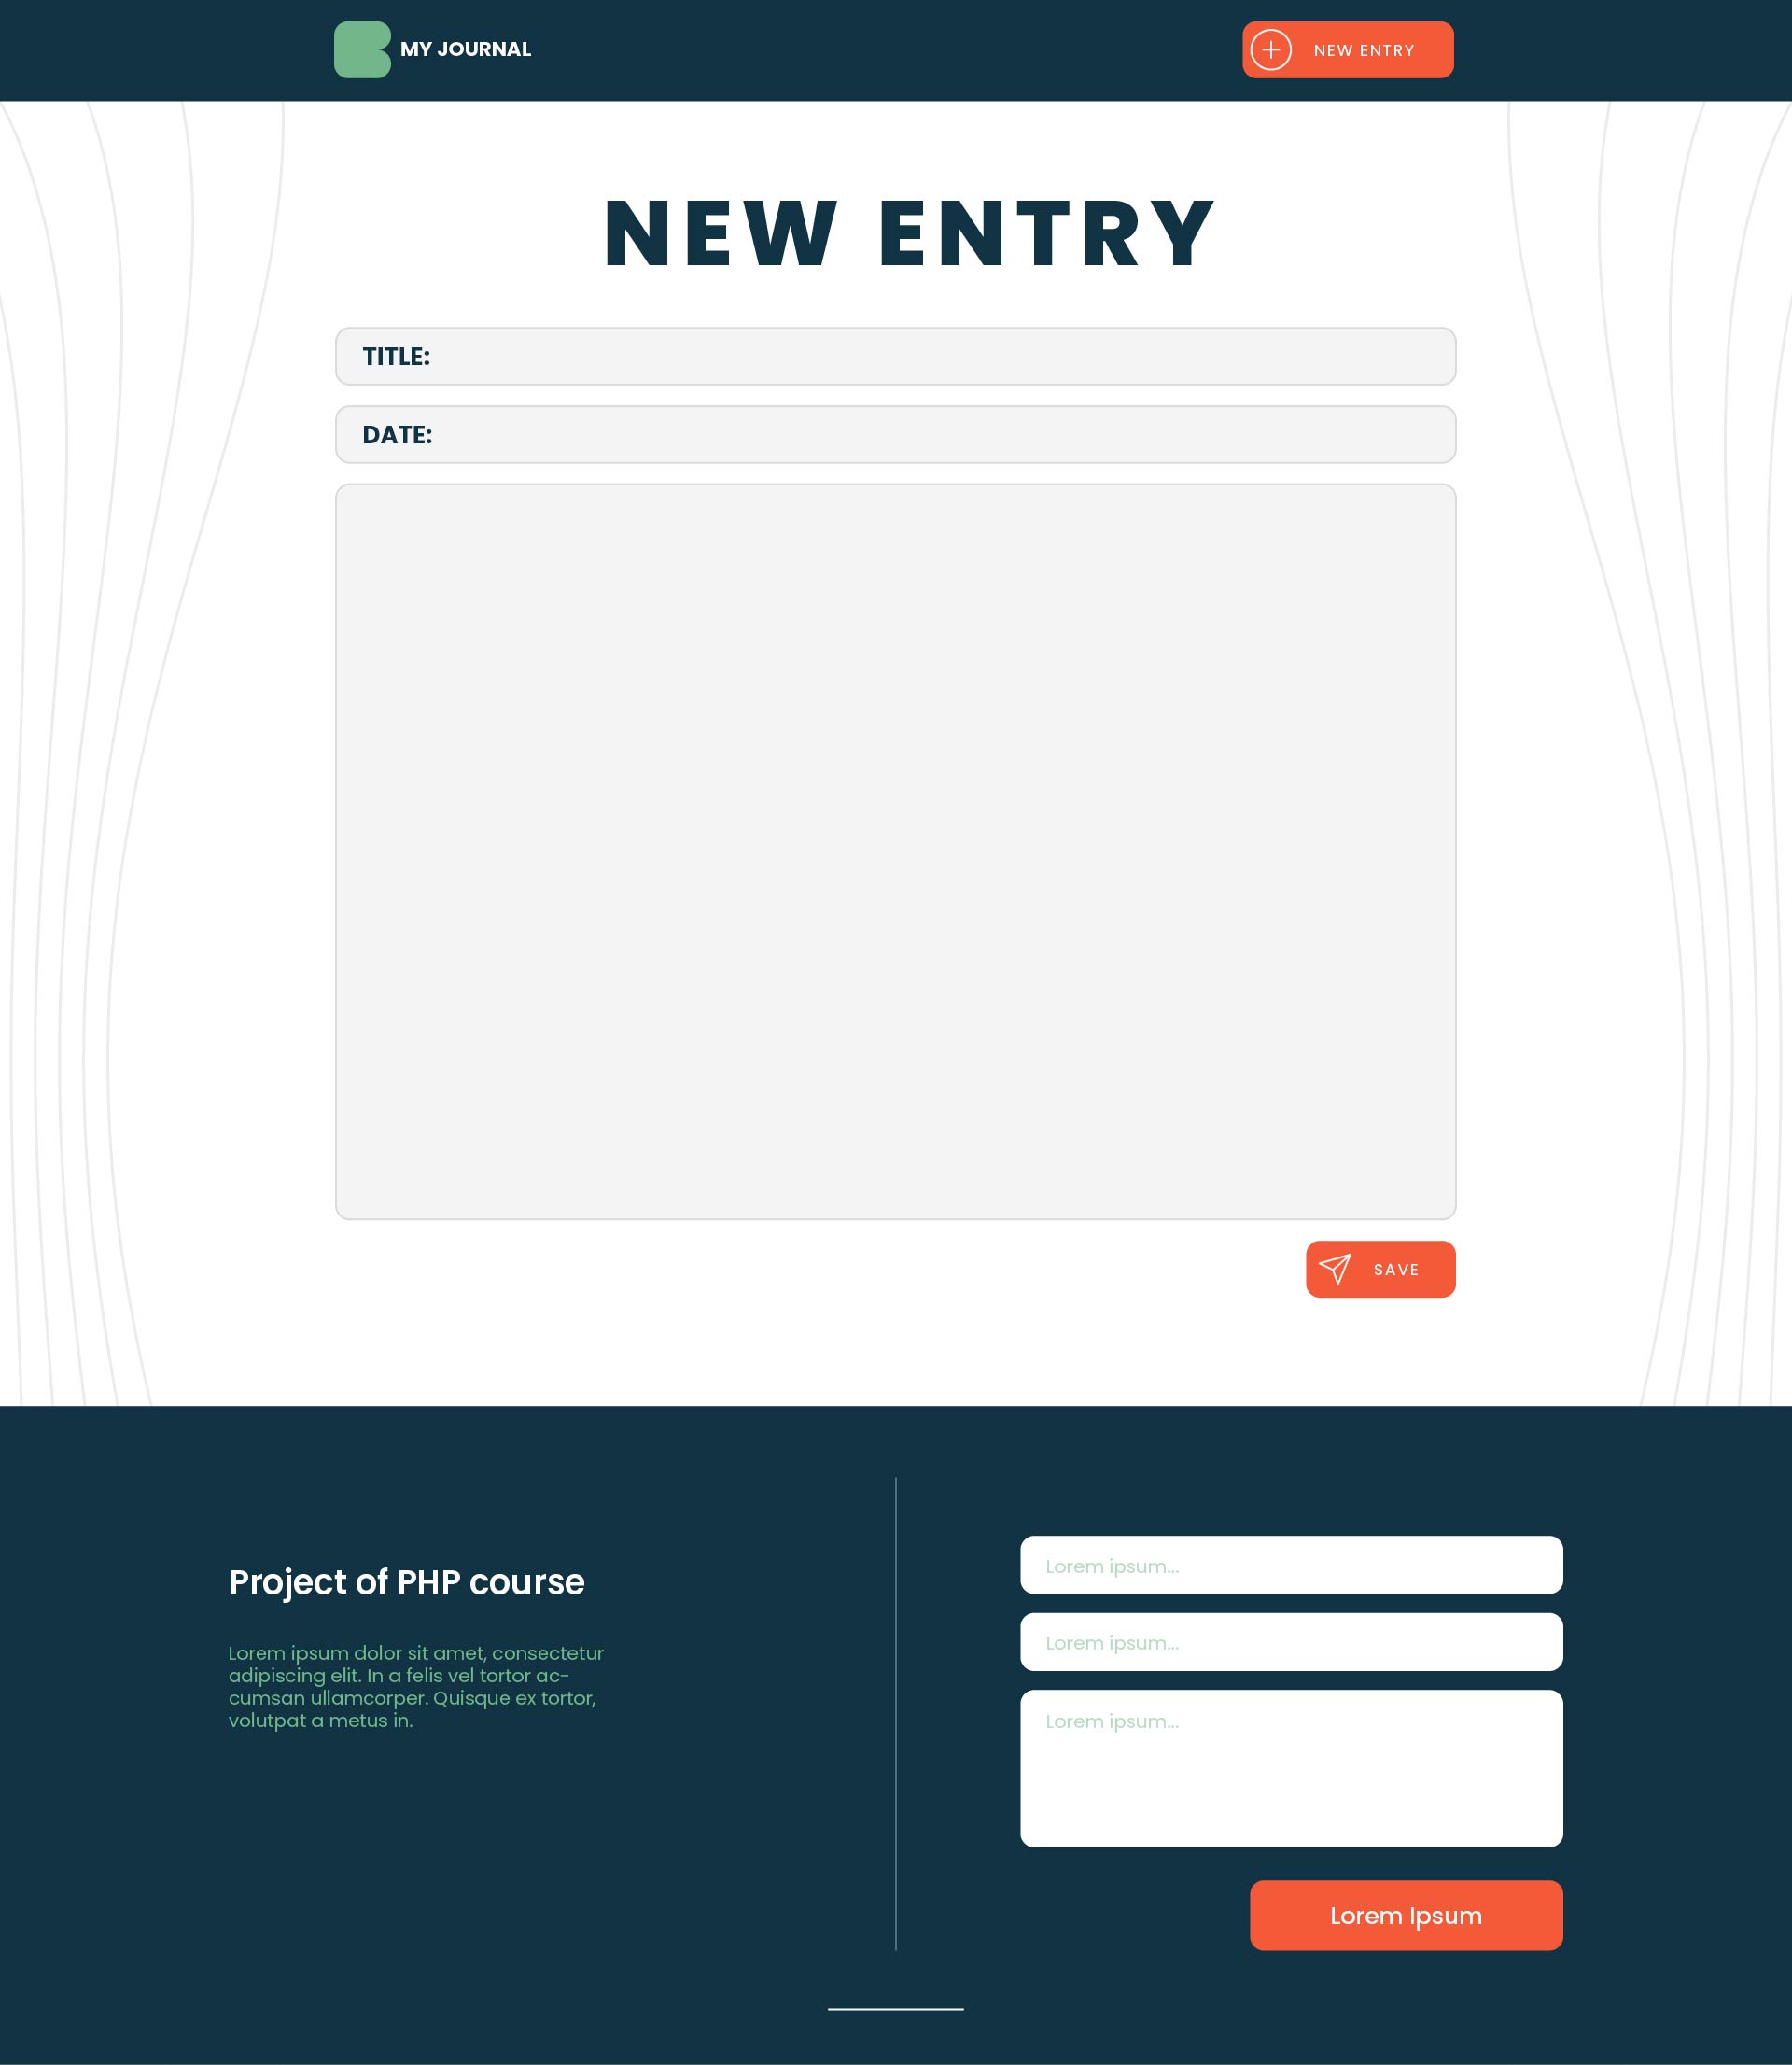 MY JOURNAL
NEW ENTRY
NEW ENTRY
TITLE:
DATE:
SAVE
Project of PHP course
Lorem ipsum dolor sit amet, consectetur
adipiscing elit. In a felis vel tortor ac-
cumsan ullamcorper. Quisque ex tortor,
volutpat a metus in.
Lorem ipsum...
Lorem ipsum...
Lorem ipsum...
Lorem Ipsum